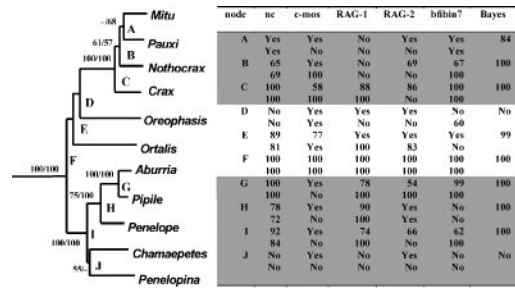 Mitu
-/68
A
Pauxi
61/57
B
Nothocrax
100/100
C
Crax
D
Oreophasis
E
Ortalis
F
100/100
Aburria
100/100
G
75/100
Pipile
H
Penelope
I
100/100
Chamaepetes
J
55/-
Penelopina
node nc c-mos RAG-1 RAG-2 bfibin7 Bayes
A Yes Yes No Yes Yes 84
Yes No No No Yes
B 65 Yes No 69 67 100
69 100 No No 100
C 100 58 88 86 100 100
100 100 100 No 100
D No Yes Yes Yes No No
No Yes No No 60
E 89 77 Yes Yes Yes 99
81 Yes 100 83 No
F 100 100 100 100 100 100
100 100 100 100 100
G 100 Yes 78 54 99 100
100 No 100 100 100
H 78 Yes 90 Yes No 100
72 No 100 Yes No
I 92 Yes 74 66 62 100
84 No 100 No 100
J No Yes No Yes No No
No No No No No